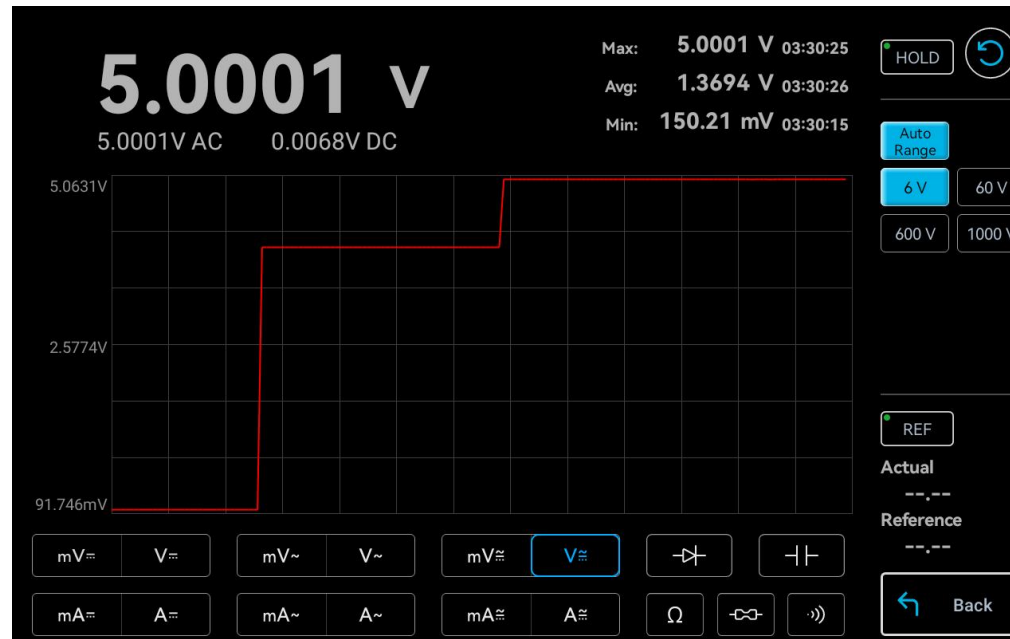 5.0001 V
5.0001V AC 0.0068V DC
Max: 5.0001 V 03:30:25
Avg: 1.3694 V 03:30:26
Min: 150.21 mV 03:30:15
HOLD
Auto
Range
6 V 60 V
600 V 1000 V
5.0631V
2.5774V
91.746mV
REF
Actual
--.--
Reference
--.--
mV⎓ V⎓ mV~ V~ mV≅ V≅
mA⎓ A⎓ mA~ A~ mA≅ A≅ Ω
Back